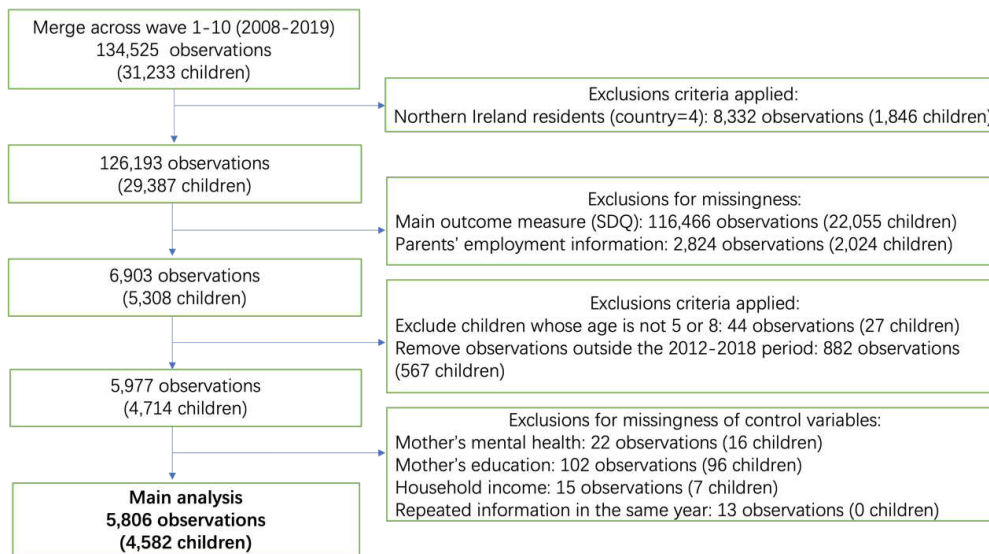 Merge across wave 1-10 (2008-2019)
134,525 observations
(31,233 children)
Exclusions criteria applied:
Northern Ireland residents (country=4): 8,332 observations (1,846 children)
126,193 observations
(29,387 children)
Exclusions for missingness:
Main outcome measure (SDQ): 116,466 observations (22,055 children)
Parents' employment information: 2,824 observations (2,024 children)
6,903 observations
(5,308 children)
Exclusions criteria applied:
Exclude children whose age is not 5 or 8: 44 observations (27 children)
Remove observations outside the 2012-2018 period: 882 observations
(567 children)
5,977 observations
(4,714 children)
Exclusions for missingness of control variables:
Mother's mental health: 22 observations (16 children)
Mother's education: 102 observations (96 children)
Household income: 15 observations (7 children)
Repeated information in the same year: 13 observations (0 children)
Main analysis
5,806 observations
(4,582 children)